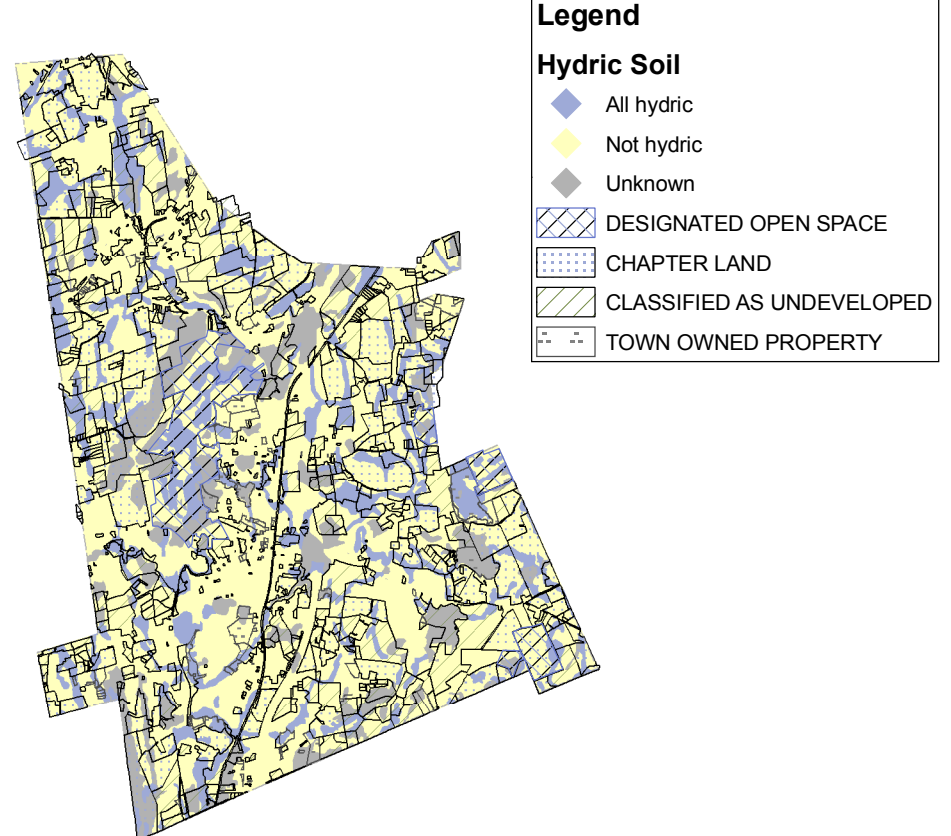 Legend
Hydric Soil
All hydric
Not hydric
Unknown
DESIGNATED OPEN SPACE
CHAPTER LAND
CLASSIFIED AS UNDEVELOPED
TOWN OWNED PROPERTY